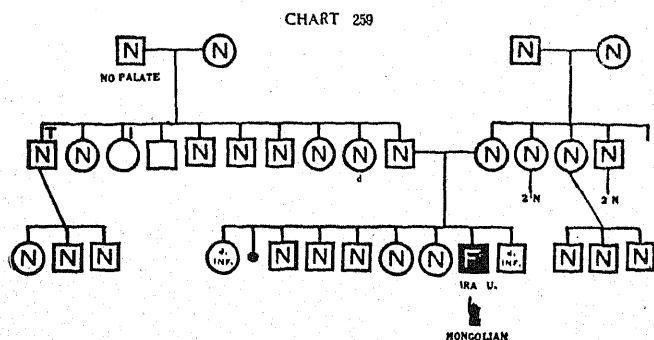 CHART 259
N N N N
NO PALATE
T I
N N N N N N N N N N N N
d
2 N 2 N
N N N d. INF. N N N N N F d. INF. N N N
IRA U.
MONGOLIAN